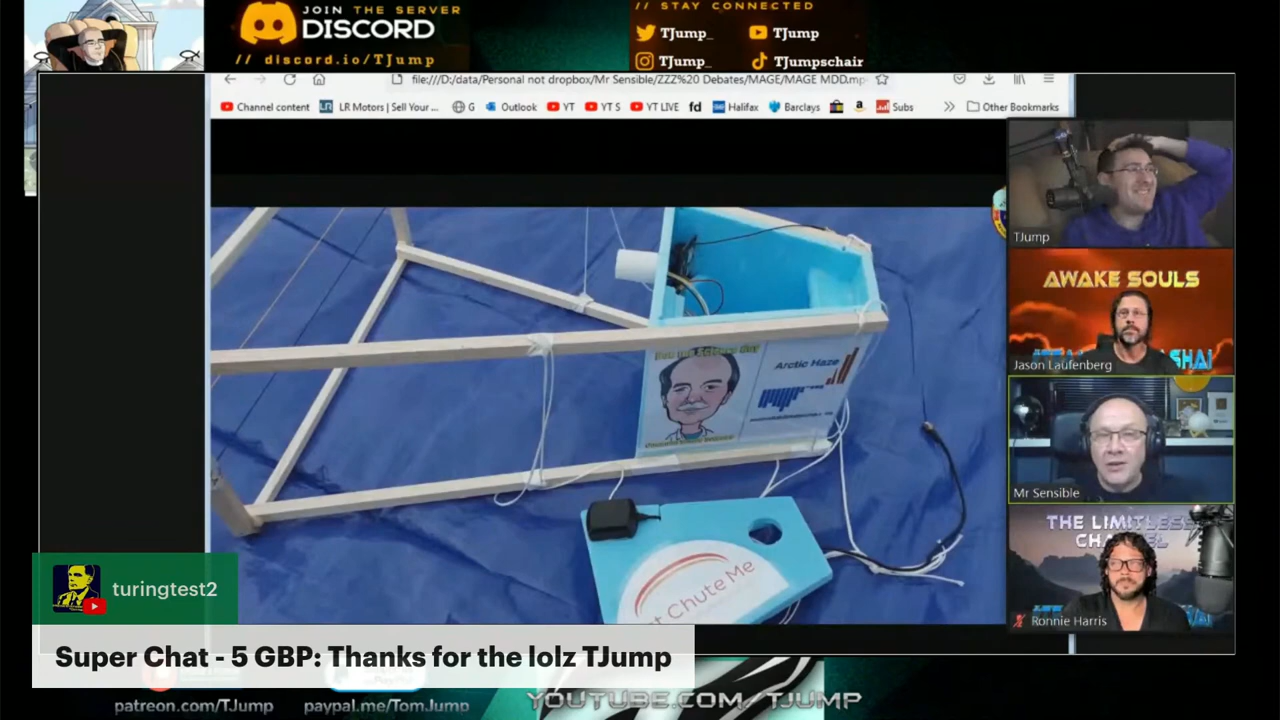 JOIN THE SERVER
DISCORD
// discord.io/TJump
// STAY CONNECTED
TJump_
TJump
TJump_
TJumpschair
file:///D:/data/Personal not dropbox/Mr Sensible/ZZZ%20 Debates/MAGE/MAGE MDD.mp
Channel content
LR
LR Motors | Sell Your ...
G
Outlook
YT
YT S
YT LIVE
fd
Halifax
Barclays
a
Subs
Other Bookmarks
TJump
AWAKE SOULS
Jason Laufenberg
SHAI
Mr Sensible
THE LIMITLESS
CHANNEL
Ronnie Harris
Arctic Haze
t Chute Me
turingtest2
Super Chat - 5 GBP: Thanks for the lolz TJump
patreon.com/TJump
paypal.me/TomJump
YOUTUBE.COM/TJUMP